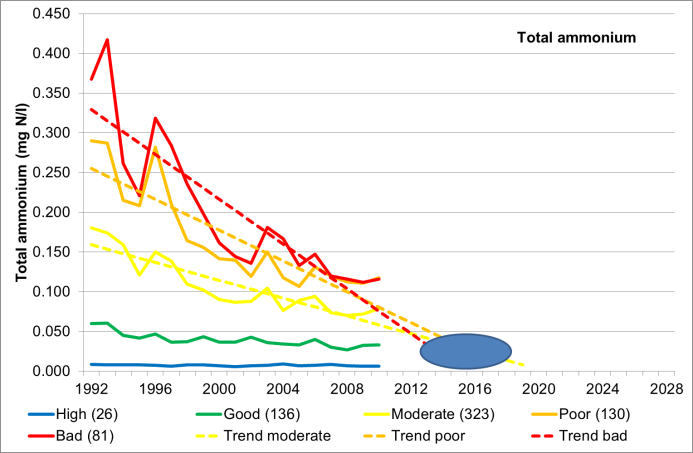 Total ammonium
Total ammonium (mg N/l)
0.450
0.400
0.350
0.300
0.250
0.200
0.150
0.100
0.050
0.000
1992 1996 2000 2004 2008 2012 2016 2020 2024 2028
High (26) Good (136) Moderate (323) Poor (130)
Bad (81) Trend moderate Trend poor Trend bad